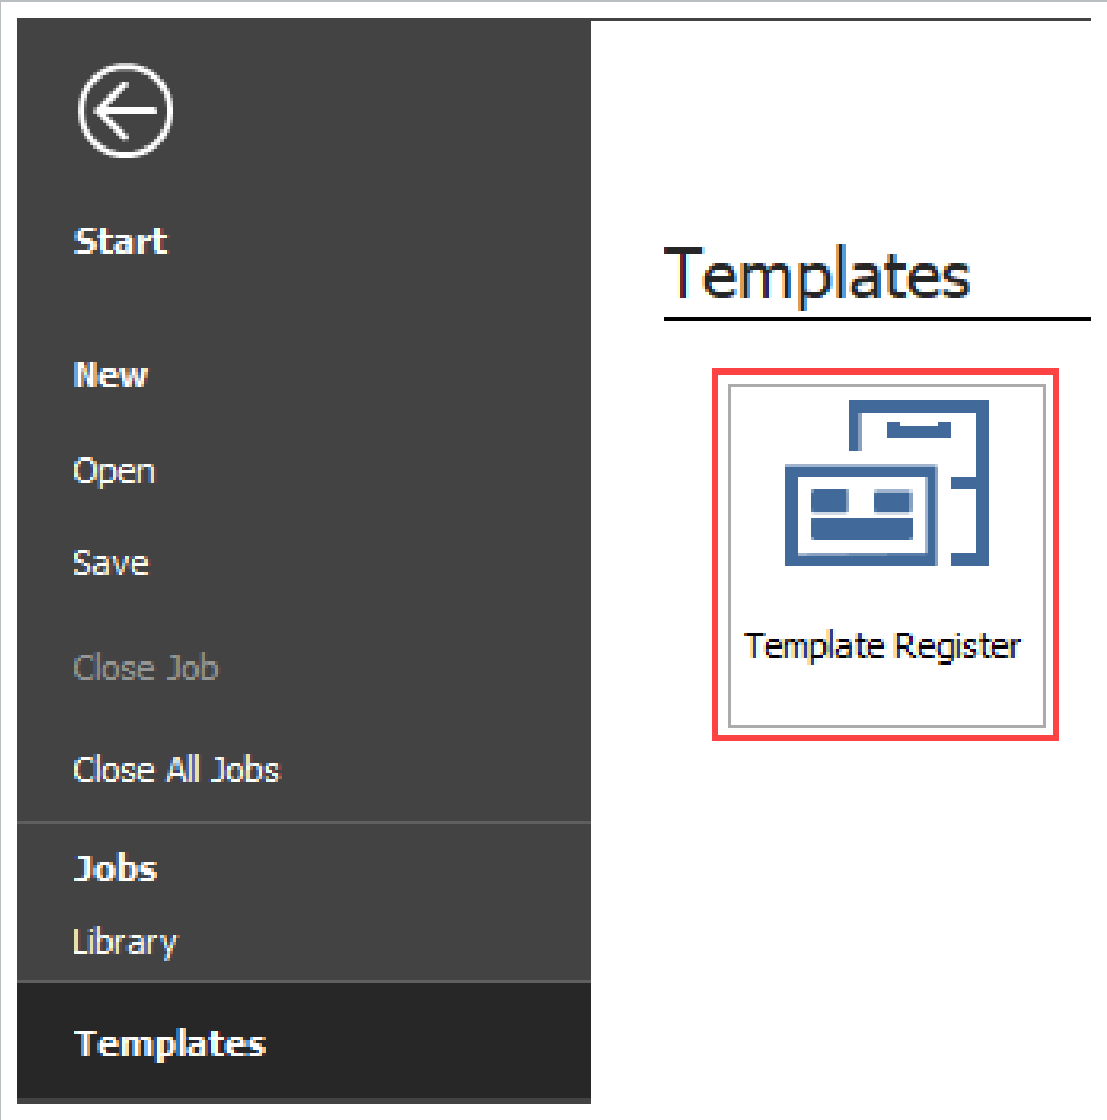 Start
New
Open
Save
Close Job
Close All Jobs
Jobs
Library
Templates
Templates
Template Register